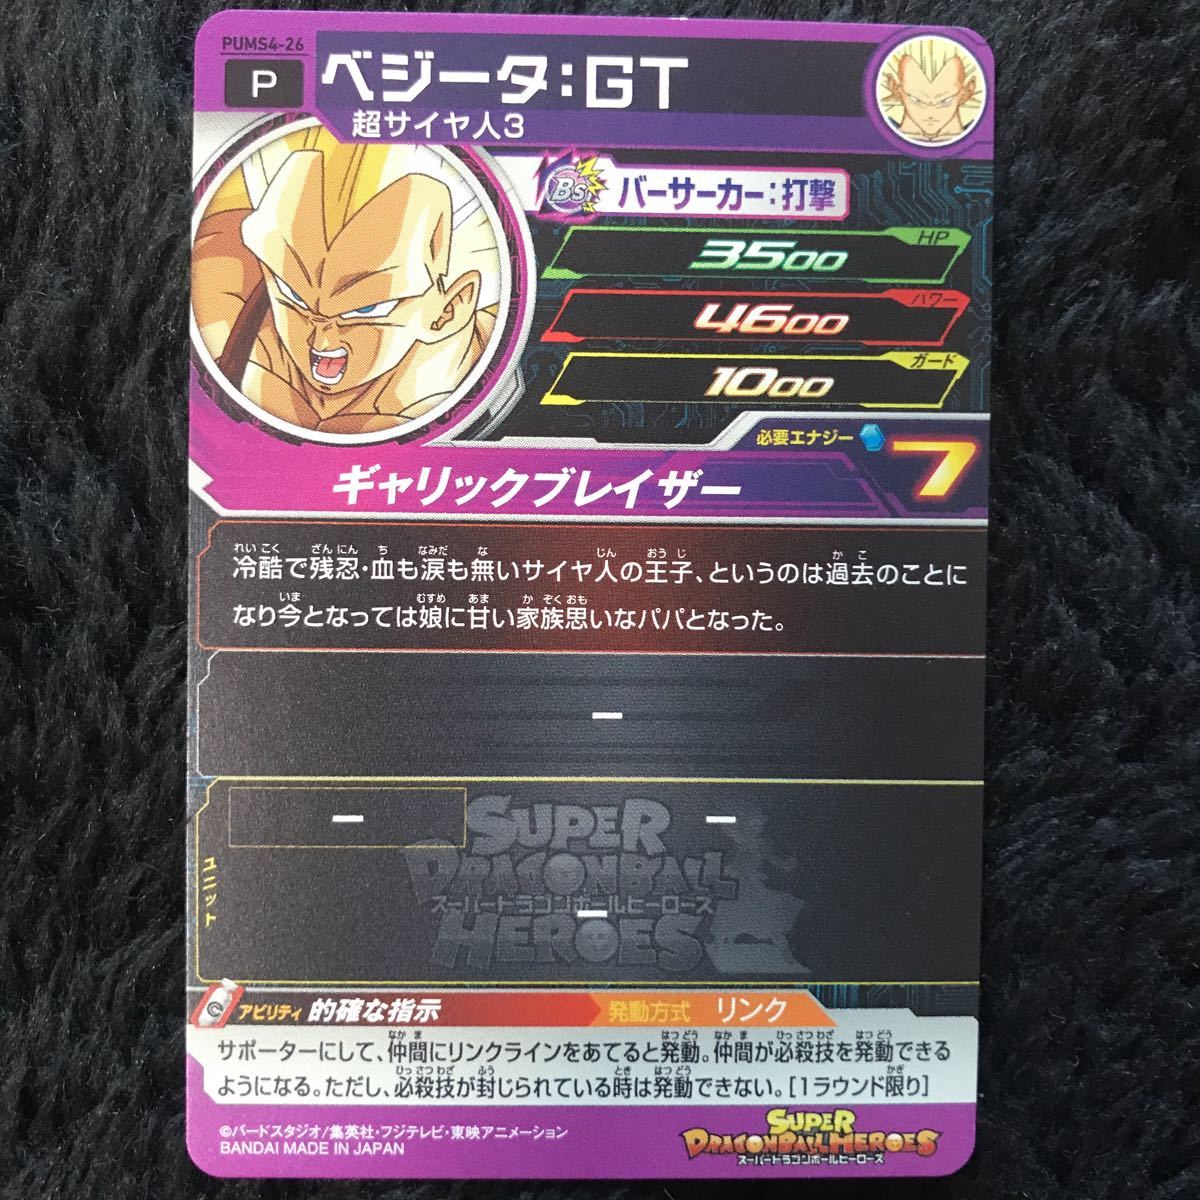 PUMS4-26
P
ベジータ:GT
超サイヤ人3
Bs バーサーカー:打撃
HP
3500
パワー
4600
ガード
1000
必要エナジー 7
ギャリックブレイザー
冷酷で残忍・血も涙も無いサイヤ人の王子、というのは過去のことに
なり今となっては娘に甘い家族思いなパパとなった。
ー
ー
ー
ユニット
ー
SUPER
DRAGONBALL
スーパードラゴンボールヒーローズ
HEROES
C アビリティ 的確な指示 発動方式 リンク
サポーターにして、仲間にリンクラインをあてると発動。仲間が必殺技を発動できる
ようになる。ただし、必殺技が封じられている時は発動できない。[1ラウンド限り]
©バードスタジオ/集英社・フジテレビ・東映アニメーション
BANDAI MADE IN JAPAN
SUPER
DRAGONBALL HEROES
スーパードラゴンボールヒーローズ